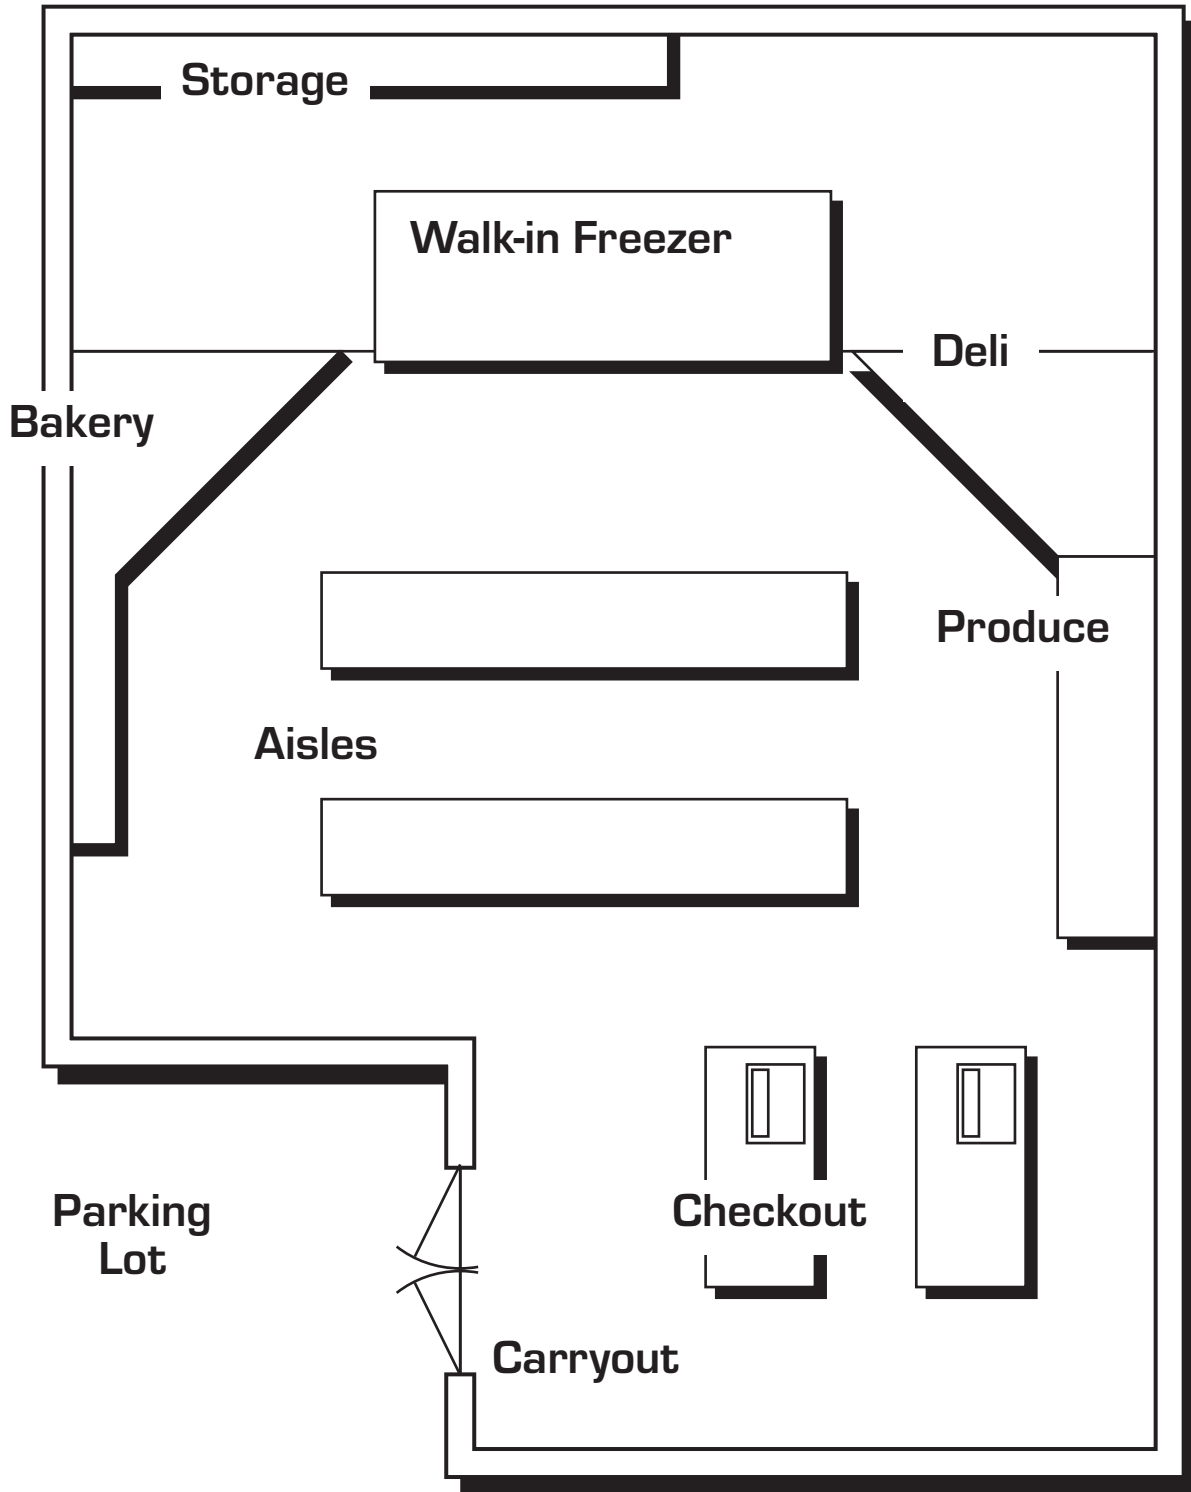 Storage
Walk-in Freezer
Deli
Bakery
Produce
Aisles
Parking
Lot
Checkout
Carryout